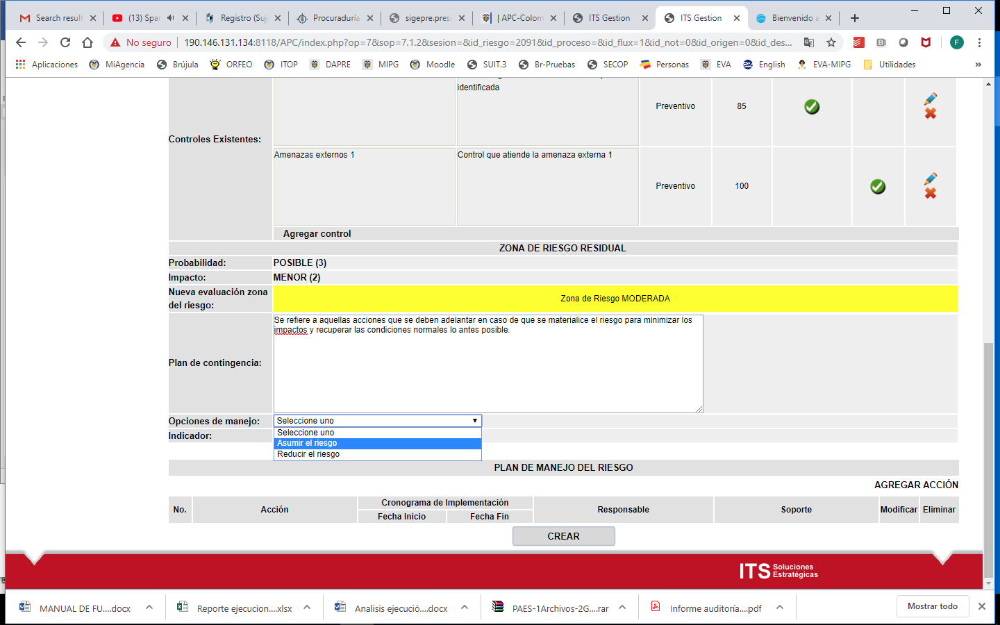 Search result
(13) Spar
Registro (Suj
Procuraduría
sigepre.presi
| APC-Colom
ITS Gestion
ITS Gestion
Bienvenido a
No seguro
190.146.131.134:8118/APC/index.php?op=7&sop=7.1.2&sesion=&id_riesgo=2091&id_proceso=&id_flux=1&id_not=0&id_origen=0&id_des...
F
Aplicaciones
MiAgencia
Brújula
ORFEO
ITOP
DAPRE
MIPG
Moodle
SUIT.3
Br-Pruebas
SECOP
Personas
EVA
English
EVA-MIPG
Utilidades
»
identificada
Preventivo
85
Controles Existentes:
Amenazas externos 1
Control que atiende la amenaza externa 1
Preventivo
100
Agregar control
ZONA DE RIESGO RESIDUAL
Probabilidad:
POSIBLE (3)
Impacto:
MENOR (2)
Nueva evaluación zona
del riesgo:
Zona de Riesgo MODERADA
Plan de contingencia:
Se refiere a aquellas acciones que se deben adelantar en caso de que se materialice el riesgo para minimizar los
impactos y recuperar las condiciones normales lo antes posible.
Opciones de manejo:
Seleccione uno
Seleccione uno
Asumir el riesgo
Reducir el riesgo
Indicador:
PLAN DE MANEJO DEL RIESGO
AGREGAR ACCIÓN
No.
Acción
Cronograma de Implementación
Fecha Inicio
Fecha Fin
Responsable
Soporte
Modificar
Eliminar
CREAR
ITS Soluciones
Estratégicas
MANUAL DE FU....docx
Reporte ejecucion....xlsx
Analisis ejecució....docx
PAES-1Archivos-2G....rar
Informe auditoría....pdf
Mostrar todo